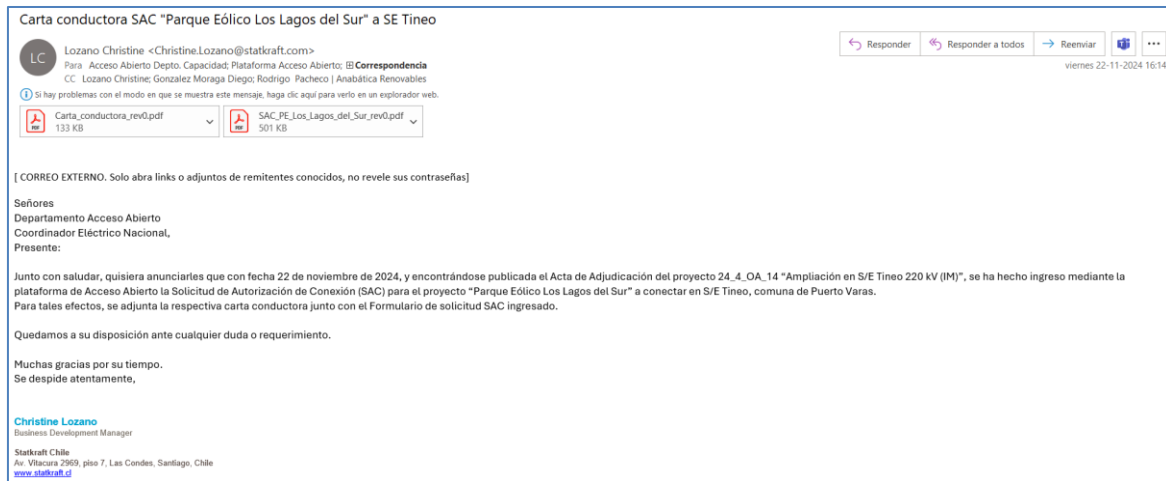 Carta conductora SAC "Parque Eólico Los Lagos del Sur" a SE Tineo
LC
Lozano Christine <Christine.Lozano@statkraft.com>
Para Acceso Abierto Depto. Capacidad; Plataforma Acceso Abierto; Correspondencia
CC Lozano Christine; Gonzalez Moraga Diego; Rodrigo Pacheco | Anabática Renovables
Responder
Responder a todos
Reenviar
viernes 22-11-2024 16:14
Si hay problemas con el modo en que se muestra este mensaje, haga clic aquí para verlo en un explorador web.
Carta_conductora_rev0.pdf
133 KB
SAC_PE_Los_Lagos_del_Sur_rev0.pdf
501 KB
[ CORREO EXTERNO. Solo abra links o adjuntos de remitentes conocidos, no revele sus contraseñas]
Señores
Departamento Acceso Abierto
Coordinador Eléctrico Nacional,
Presente:
Junto con saludar, quisiera anunciarles que con fecha 22 de noviembre de 2024, y encontrándose publicada el Acta de Adjudicación del proyecto 24_4_OA_14 “Ampliación en S/E Tineo 220 kV (IM)”, se ha hecho ingreso mediante la
plataforma de Acceso Abierto la Solicitud de Autorización de Conexión (SAC) para el proyecto “Parque Eólico Los Lagos del Sur” a conectar en S/E Tineo, comuna de Puerto Varas.
Para tales efectos, se adjunta la respectiva carta conductora junto con el Formulario de solicitud SAC ingresado.
Quedamos a su disposición ante cualquier duda o requerimiento.
Muchas gracias por su tiempo.
Se despide atentamente,
Christine Lozano
Business Development Manager
Statkraft Chile
Av. Vitacura 2969, piso 7, Las Condes, Santiago, Chile
www.statkraft.cl